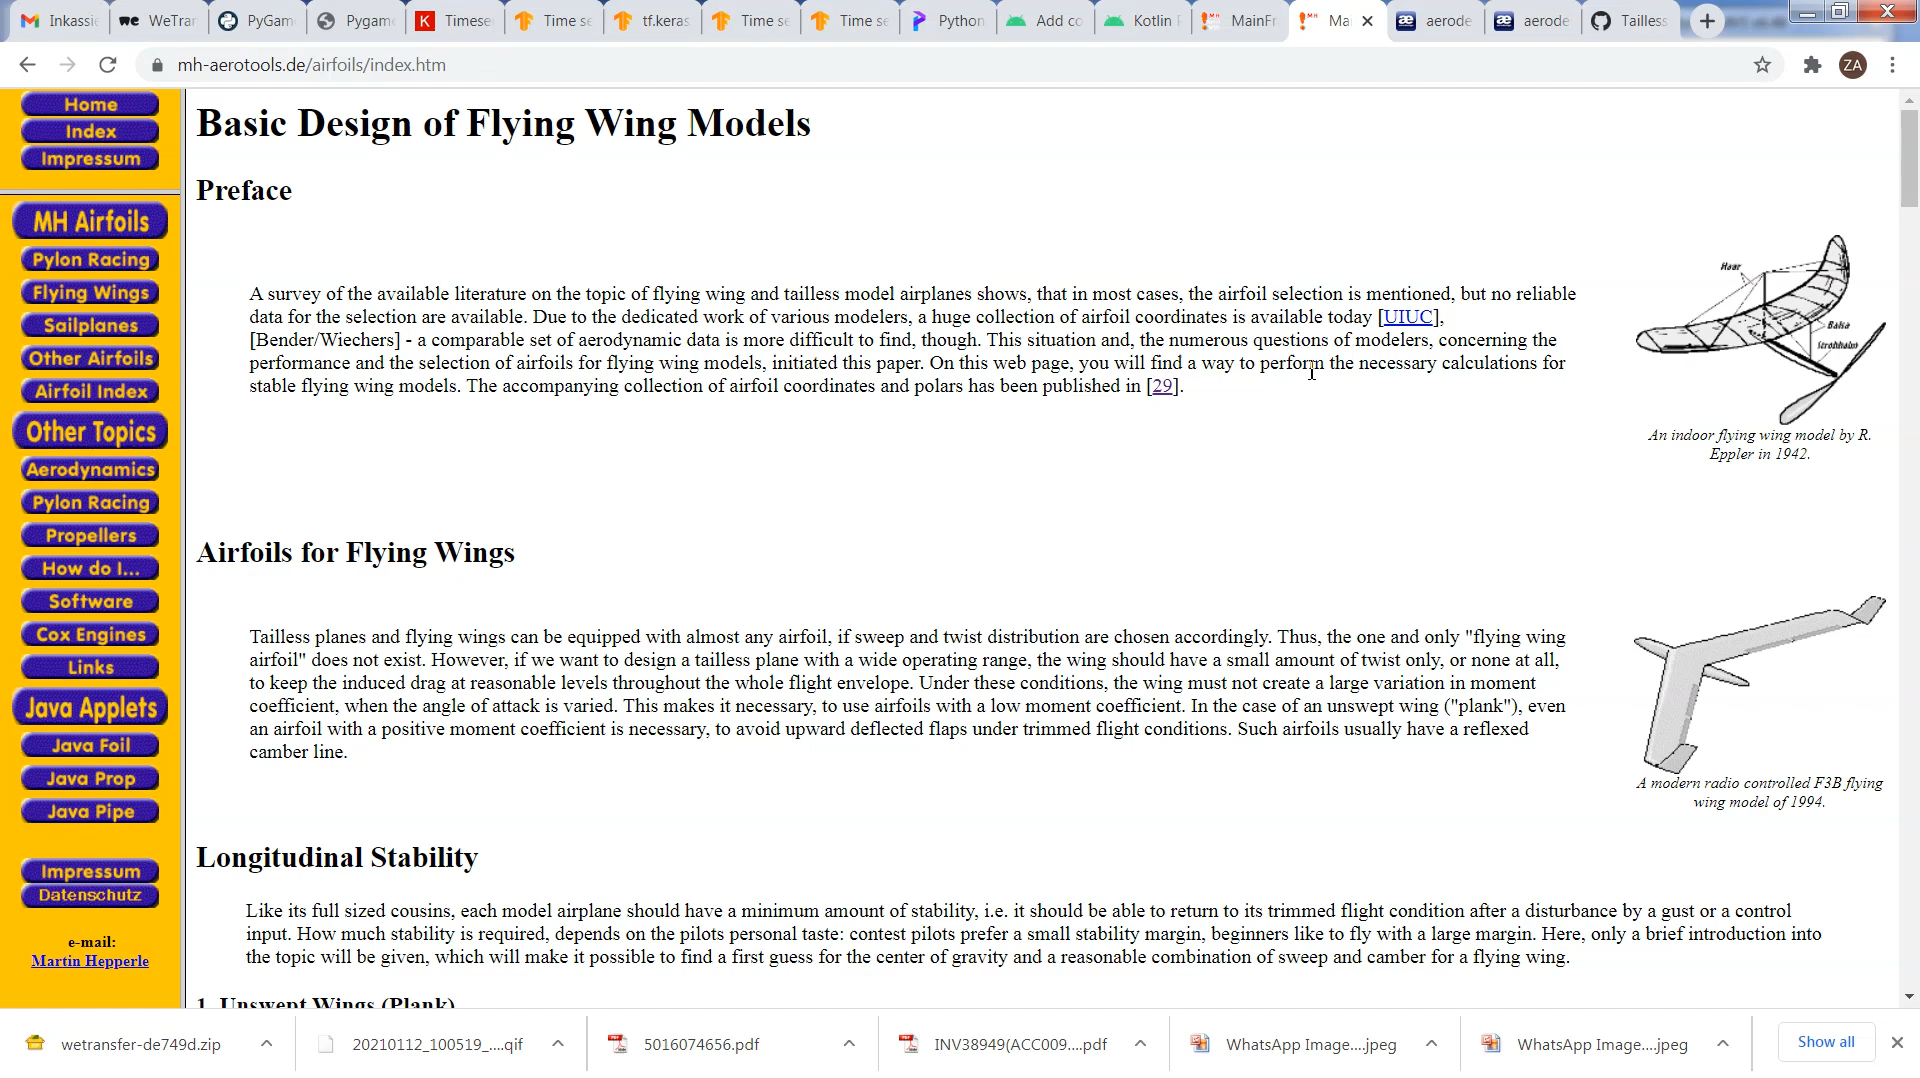 Inkassie
WeTran
PyGame
Pygame
Timese
Time se
tf.keras
Time se
Time se
Python
Add co
Kotlin
MainFr
Mai
aerode
aerode
Tailless
mh-aerotools.de/airfoils/index.htm
ZA
Home
Index
Impressum
MH Airfoils
Pylon Racing
Flying Wings
Sailplanes
Other Airfoils
Airfoil Index
Other Topics
Aerodynamics
Pylon Racing
Propellers
How do I...
Software
Cox Engines
Links
Java Applets
Java Foil
Java Prop
Java Pipe
Impressum
Datenschutz
e-mail:
Martin Hepperle
Basic Design of Flying Wing Models
Preface
A survey of the available literature on the topic of flying wing and tailless model airplanes shows, that in most cases, the airfoil selection is mentioned, but no reliable
data for the selection are available. Due to the dedicated work of various modelers, a huge collection of airfoil coordinates is available today [UIUC],
[Bender/Wiechers] - a comparable set of aerodynamic data is more difficult to find, though. This situation and, the numerous questions of modelers, concerning the
performance and the selection of airfoils for flying wing models, initiated this paper. On this web page, you will find a way to perform the necessary calculations for
stable flying wing models. The accompanying collection of airfoil coordinates and polars has been published in [29].
Haar
Balsa
Strohhalm
An indoor flying wing model by R.
Eppler in 1942.
Airfoils for Flying Wings
Tailless planes and flying wings can be equipped with almost any airfoil, if sweep and twist distribution are chosen accordingly. Thus, the one and only "flying wing
airfoil" does not exist. However, if we want to design a tailless plane with a wide operating range, the wing should have a small amount of twist only, or none at all,
to keep the induced drag at reasonable levels throughout the whole flight envelope. Under these conditions, the wing must not create a large variation in moment
coefficient, when the angle of attack is varied. This makes it necessary, to use airfoils with a low moment coefficient. In the case of an unswept wing ("plank"), even
an airfoil with a positive moment coefficient is necessary, to avoid upward deflected flaps under trimmed flight conditions. Such airfoils usually have a reflexed
camber line.
A modern radio controlled F3B flying
wing model of 1994.
Longitudinal Stability
Like its full sized cousins, each model airplane should have a minimum amount of stability, i.e. it should be able to return to its trimmed flight condition after a disturbance by a gust or a control
input. How much stability is required, depends on the pilots personal taste: contest pilots prefer a small stability margin, beginners like to fly with a large margin. Here, only a brief introduction into
the topic will be given, which will make it possible to find a first guess for the center of gravity and a reasonable combination of sweep and camber for a flying wing.
1. Unswept Wings (Plank)
wetransfer-de749d.zip
20210112_100519_....qif
5016074656.pdf
INV38949(ACC009....pdf
WhatsApp Image....jpeg
WhatsApp Image....jpeg
Show all